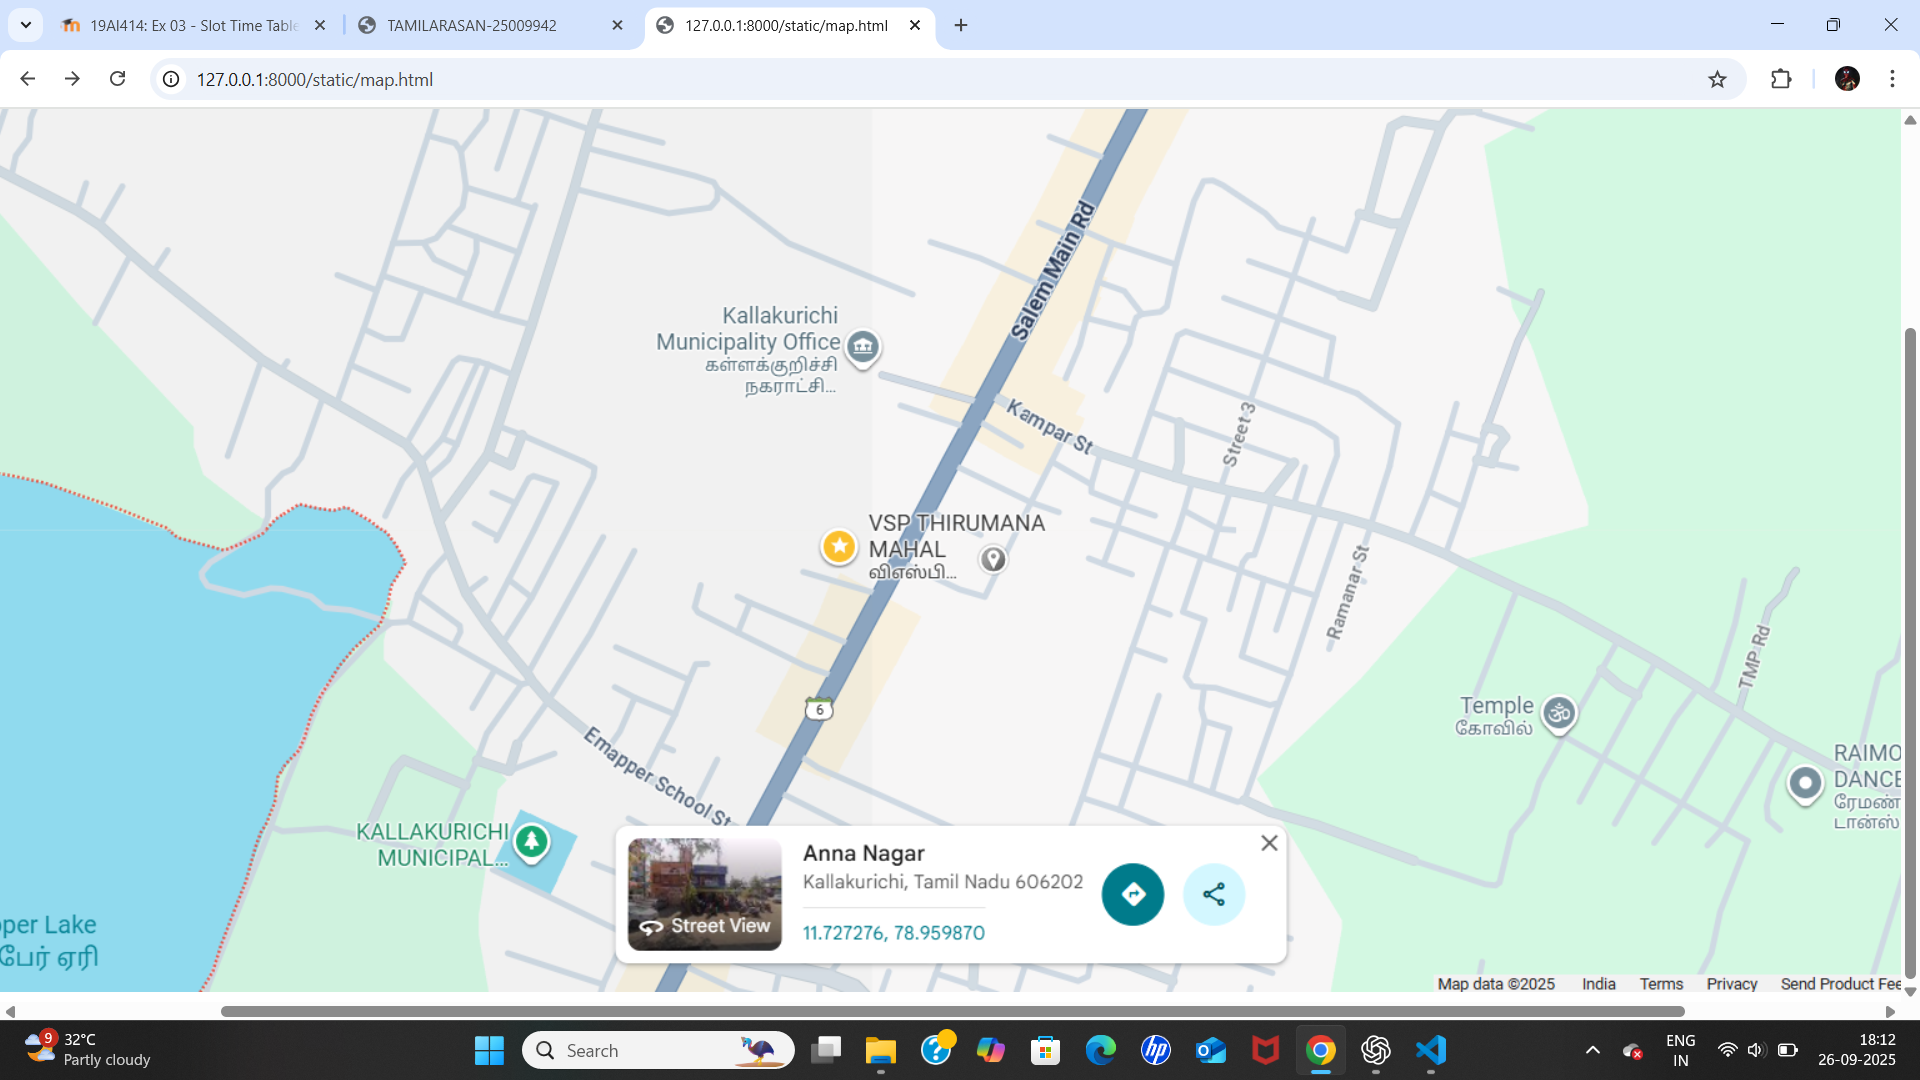 19AI414: Ex 03 - Slot Time Table
TAMILARASAN-25009942
127.0.0.1:8000/static/map.html
127.0.0.1:8000/static/map.html
Salem Main Rd
Kallakurichi
Municipality Office
கள்ளக்குறிச்சி
நகராட்சி...
Kampar St
Street 3
VSP THIRUMANA
MAHAL
விஎஸ்பி...
Ramanar St
TMP Rd
6
Temple
கோவில்
Emapper School St
RAIMO
DANCE
ரேமண்
டான்ஸ்
KALLAKURICHI
MUNICIPAL...
Anna Nagar
Kallakurichi, Tamil Nadu 606202
Street View
11.727276, 78.959870
per Lake
பேர் ஏரி
Map data ©2025 India Terms Privacy Send Product Fee
9
32°C
Partly cloudy
Search
hp
ENG
IN
18:12
26-09-2025